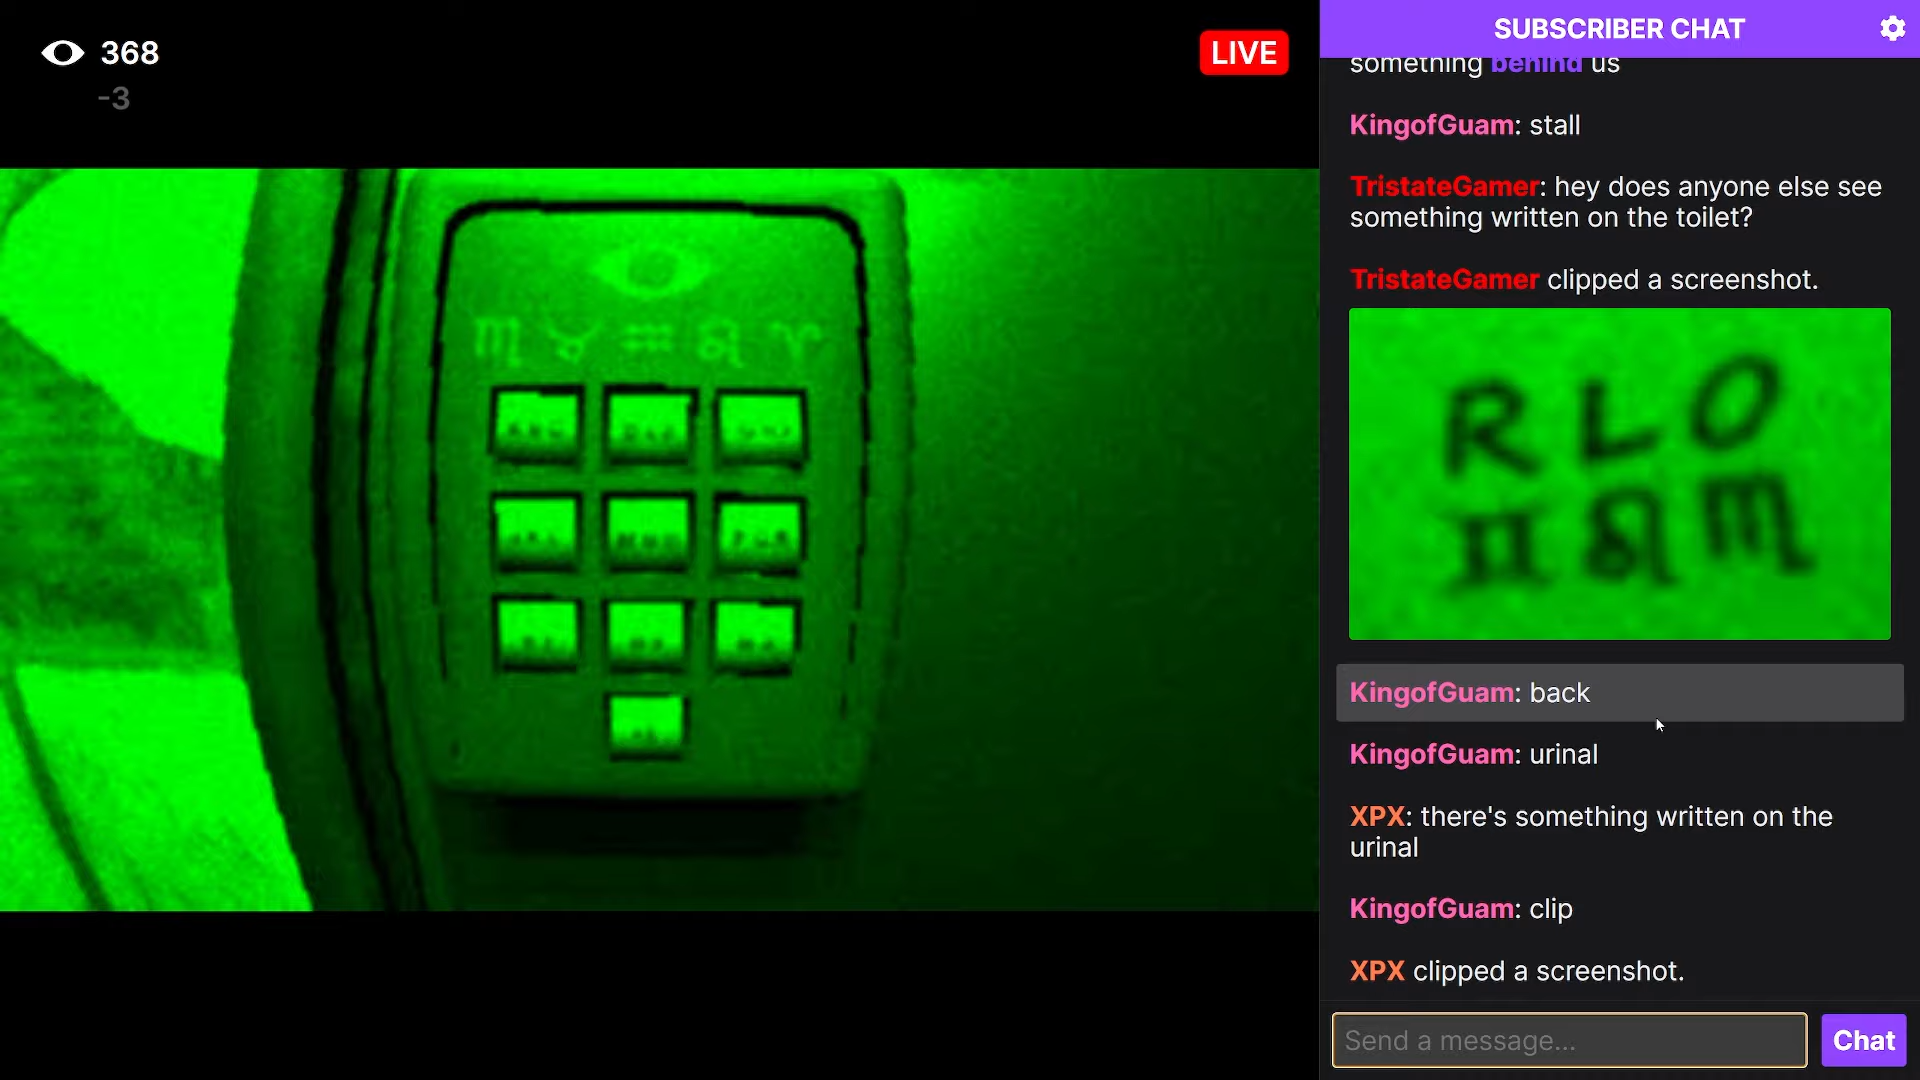 368
-3
LIVE
♏ ♉ ♒ ♌ ♈
SUBSCRIBER CHAT
something behind us
KingofGuam: stall
TristateGamer: hey does anyone else see
something written on the toilet?
TristateGamer clipped a screenshot.
R L O
♊ ♌ ♏
KingofGuam: back
KingofGuam: urinal
XPX: there's something written on the
urinal
KingofGuam: clip
XPX clipped a screenshot.
Send a message...
Chat